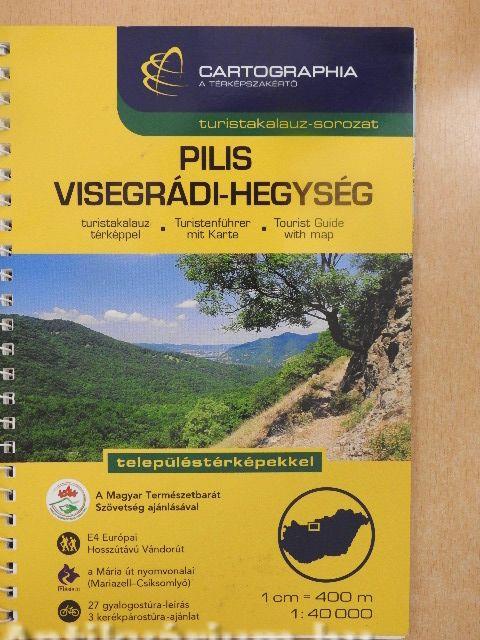 CARTOGRAPHIA
A TÉRKÉPSZAKÉRTŐ
turistakalauz-sorozat
PILIS
VISEGRÁDI-HEGYSÉG
turistakalauz térképpel
Turistenführer mit Karte
Tourist Guide with map
településtérképekkel
A Magyar Természetbarát
Szövetség ajánlásával
E4 Európai
Hosszútávú Vándorút
a Mária út nyomvonalai
(Mariazell–Csíksomlyó)
27 gyalogostúra-leírás
3 kerékpárostúra-ajánlat
1 cm = 400 m
1: 40 000